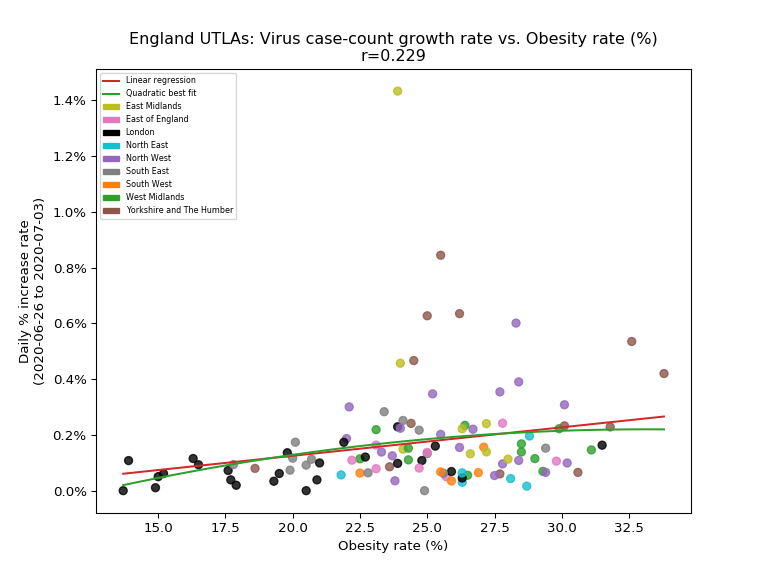 England UTLAs: Virus case-count growth rate vs. Obesity rate (%)
r=0.229
Linear regression
Quadratic best fit
East Midlands
East of England
London
North East
North West
South East
South West
West Midlands
Yorkshire and The Humber
1.4%
1.2%
1.0%
0.8%
0.6%
0.4%
0.2%
0.0%
Daily % increase rate
(2020-06-26 to 2020-07-03)
15.0 17.5 20.0 22.5 25.0 27.5 30.0 32.5
Obesity rate (%)